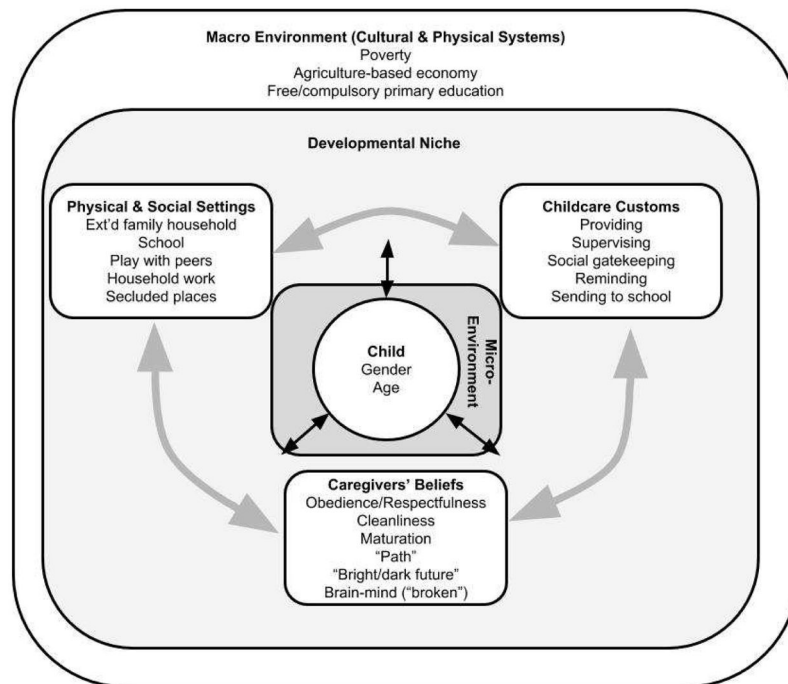 Macro Environment (Cultural & Physical Systems)
Poverty
Agriculture-based economy
Free/compulsory primary education
Developmental Niche
Physical & Social Settings
Ext'd family household
School
Play with peers
Household work
Secluded places
Childcare Customs
Providing
Supervising
Social gatekeeping
Reminding
Sending to school
Child
Gender
Age
Micro-
Environment
Caregivers' Beliefs
Obedience/Respectfulness
Cleanliness
Maturation
“Path”
“Bright/dark future”
Brain-mind (“broken”)